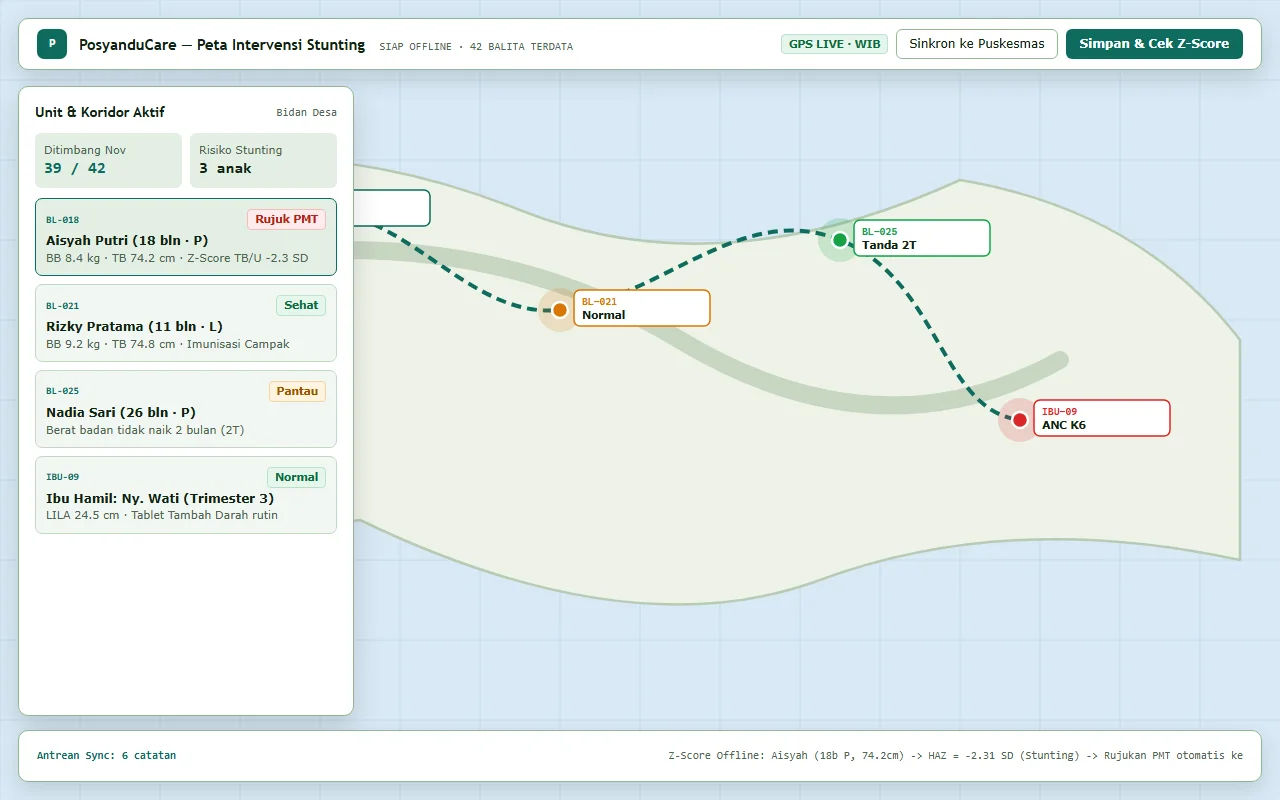 P
PosyanduCare — Peta Intervensi Stunting
SIAP OFFLINE · 42 BALITA TERDATA
GPS LIVE · WIB
Sinkron ke Puskesmas
Simpan & Cek Z-Score
Unit & Koridor Aktif
Bidan Desa
Ditimbang Nov
39 / 42
Risiko Stunting
3 anak
BL-018
Rujuk PMT
Aisyah Putri (18 bln · P)
BB 8.4 kg · TB 74.2 cm · Z-Score TB/U -2.3 SD
BL-021
Sehat
Rizky Pratama (11 bln · L)
BB 9.2 kg · TB 74.8 cm · Imunisasi Campak
BL-025
Pantau
Nadia Sari (26 bln · P)
Berat badan tidak naik 2 bulan (2T)
IBU-09
Normal
Ibu Hamil: Ny. Wati (Trimester 3)
LILA 24.5 cm · Tablet Tambah Darah rutin
BL-021
Normal
BL-025
Tanda 2T
IBU-09
ANC K6
Antrean Sync: 6 catatan
Z-Score Offline: Aisyah (18b P, 74.2cm) -> HAZ = -2.31 SD (Stunting) -> Rujukan PMT otomatis ke